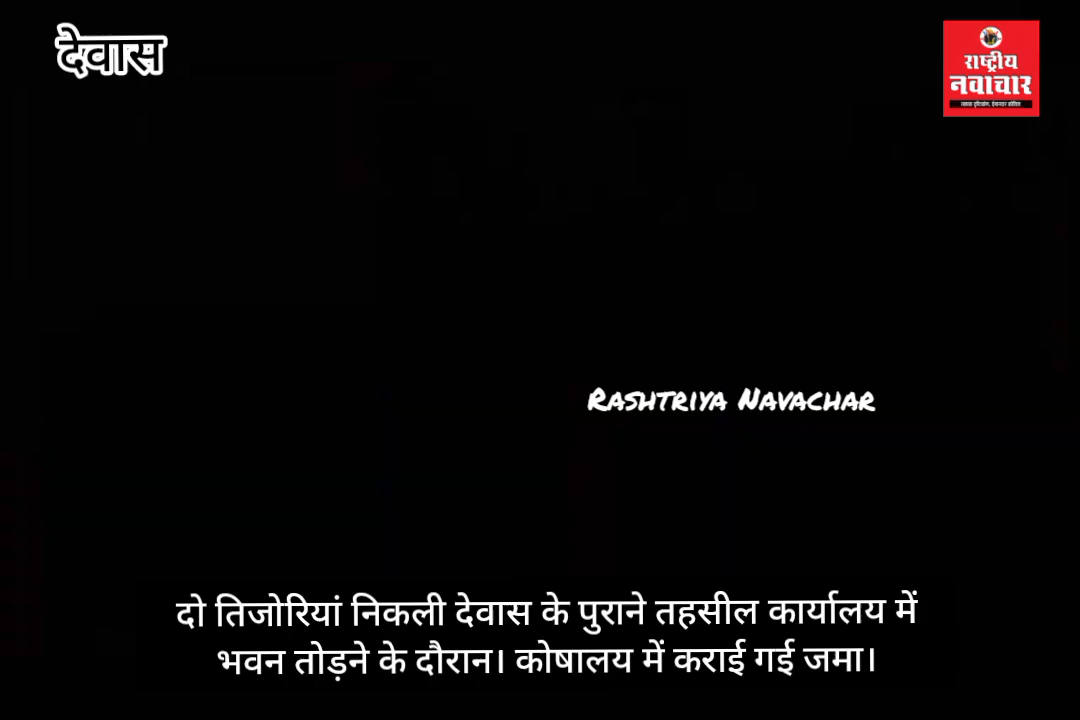 देवास
राष्ट्रीय
नवाचार
Rashtriya Navachar
दो तिजोरियां निकली देवास के पुराने तहसील कार्यालय में
भवन तोड़ने के दौरान। कोषालय में कराई गई जमा।